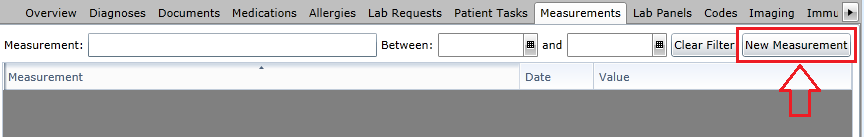 Overview Diagnoses Documents Medications Allergies Lab Requests Patient Tasks Measurements Lab Panels Codes Imaging Immu
Measurement: Between: and Clear Filter New Measurement
Measurement Date Value